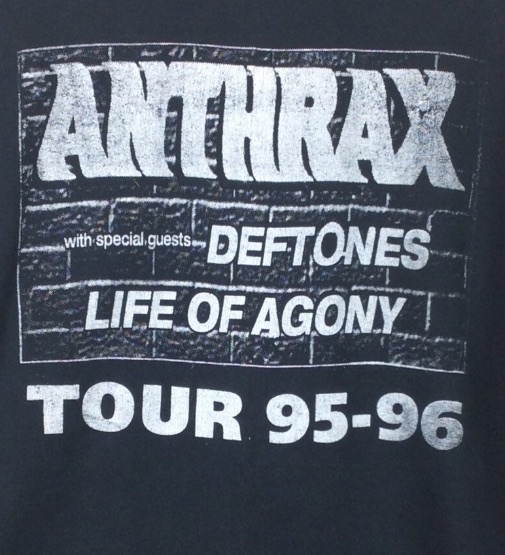 ANTHRAX
with special guests DEFTONES
LIFE OF AGONY
TOUR 95-96